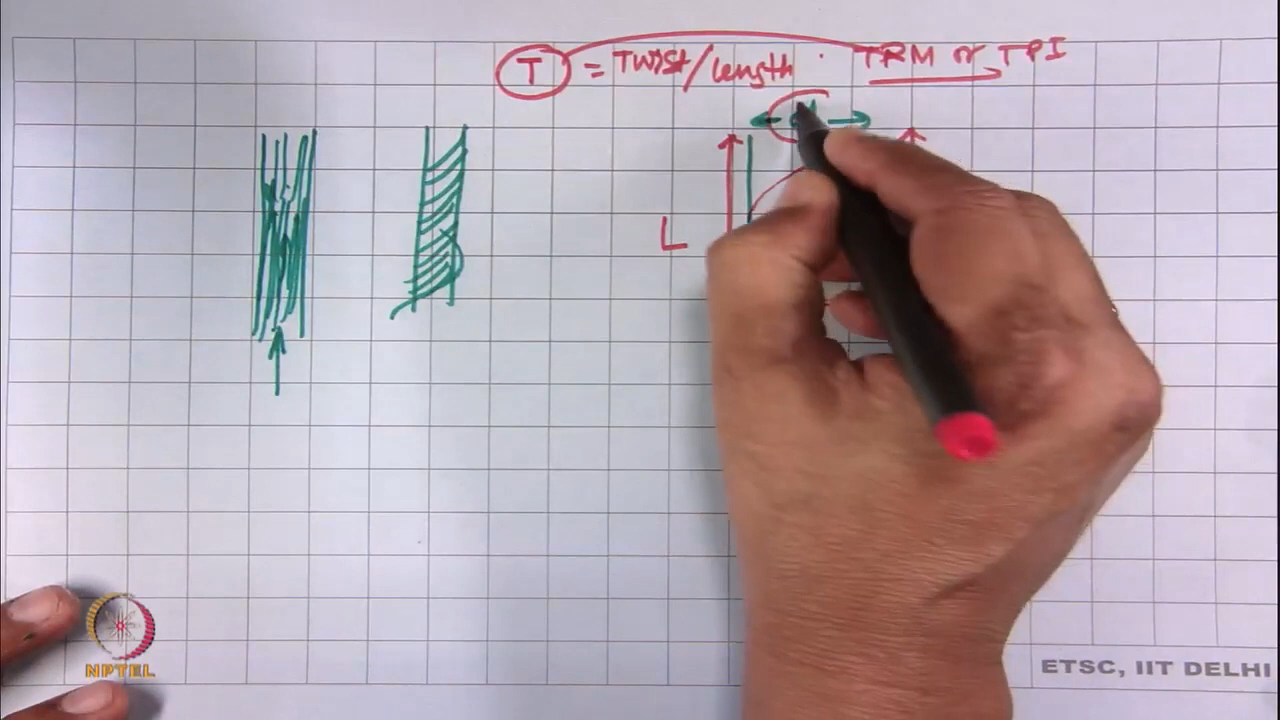 T = Twist/length . TPM or TPI
d
L
NPTEL
ETSC, IIT DELHI